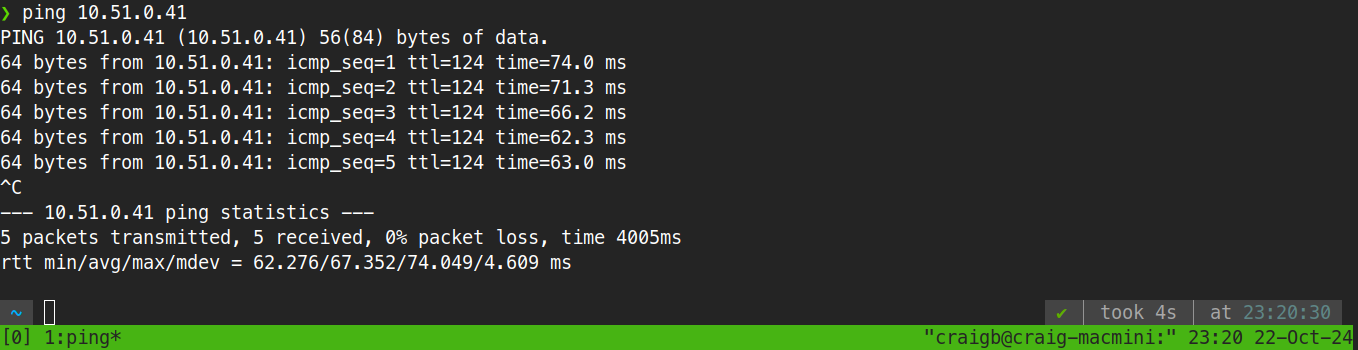 ❯ ping 10.51.0.41
PING 10.51.0.41 (10.51.0.41) 56(84) bytes of data.
64 bytes from 10.51.0.41: icmp_seq=1 ttl=124 time=74.0 ms
64 bytes from 10.51.0.41: icmp_seq=2 ttl=124 time=71.3 ms
64 bytes from 10.51.0.41: icmp_seq=3 ttl=124 time=66.2 ms
64 bytes from 10.51.0.41: icmp_seq=4 ttl=124 time=62.3 ms
64 bytes from 10.51.0.41: icmp_seq=5 ttl=124 time=63.0 ms
^C
--- 10.51.0.41 ping statistics ---
5 packets transmitted, 5 received, 0% packet loss, time 4005ms
rtt min/avg/max/mdev = 62.276/67.352/74.049/4.609 ms
~ ✔ │ took 4s │ at 23:20:30
[0] 1:ping* "craigb@craig-macmini:" 23:20 22-Oct-24